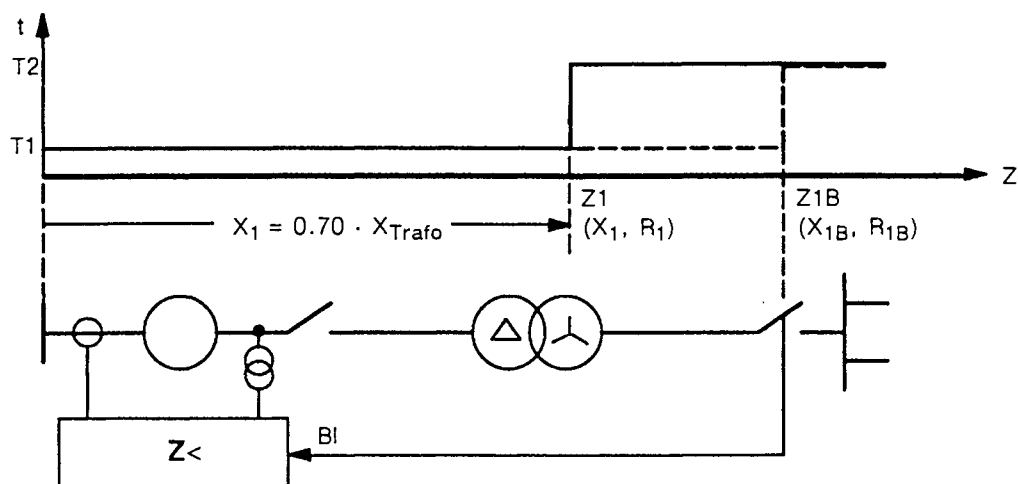 t
T2
T1
Z
Z1
(X1, R1)
Z1B
(X1B, R1B)
X1 = 0.70 · XTrafo
Z<
BI